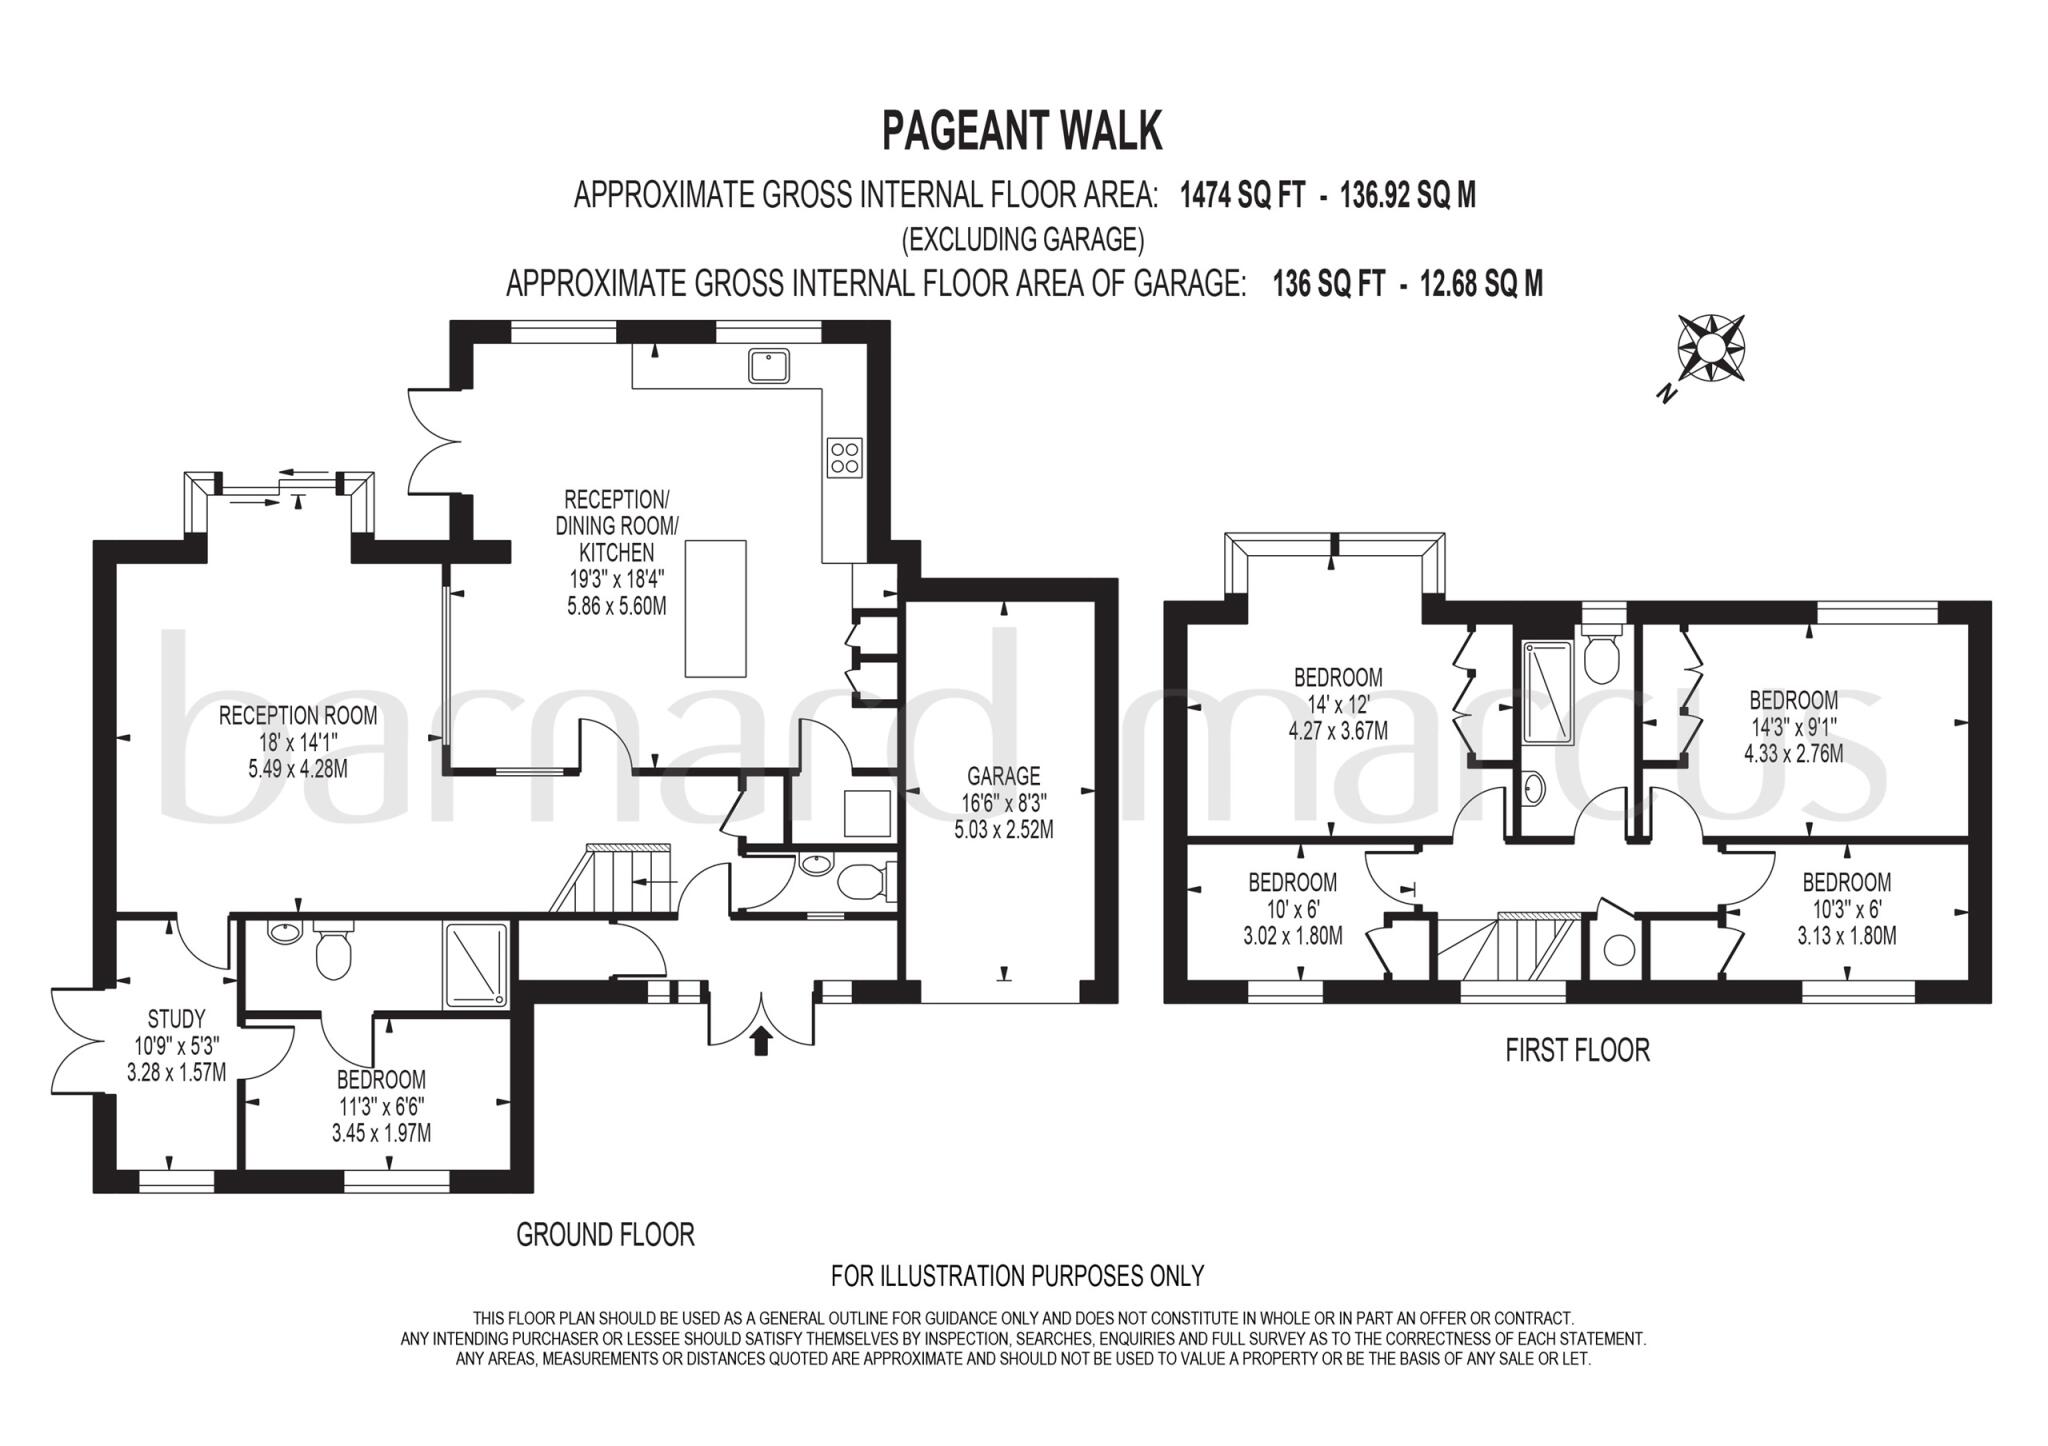 PAGEANT WALK
APPROXIMATE GROSS INTERNAL FLOOR AREA: 1474 SQ FT - 136.92 SQ M
(EXCLUDING GARAGE)
APPROXIMATE GROSS INTERNAL FLOOR AREA OF GARAGE: 136 SQ FT - 12.68 SQ M
N
RECEPTION/
DINING ROOM/
KITCHEN
19'3" x 18'4"
5.86 x 5.60M
RECEPTION ROOM
18' x 14'1"
5.49 x 4.28M
GARAGE
16'6" x 8'3"
5.03 x 2.52M
STUDY
10'9" x 5'3"
3.28 x 1.57M
BEDROOM
11'3" x 6'6"
3.45 x 1.97M
GROUND FLOOR
BEDROOM
14' x 12'
4.27 x 3.67M
BEDROOM
14'3" x 9'1"
4.33 x 2.76M
BEDROOM
10' x 6'
3.02 x 1.80M
BEDROOM
10'3" x 6'
3.13 x 1.80M
FIRST FLOOR
barnard marcus
FOR ILLUSTRATION PURPOSES ONLY
THIS FLOOR PLAN SHOULD BE USED AS A GENERAL OUTLINE FOR GUIDANCE ONLY AND DOES NOT CONSTITUTE IN WHOLE OR IN PART AN OFFER OR CONTRACT.
ANY INTENDING PURCHASER OR LESSEE SHOULD SATISFY THEMSELVES BY INSPECTION, SEARCHES, ENQUIRIES AND FULL SURVEY AS TO THE CORRECTNESS OF EACH STATEMENT.
ANY AREAS, MEASUREMENTS OR DISTANCES QUOTED ARE APPROXIMATE AND SHOULD NOT BE USED TO VALUE A PROPERTY OR BE THE BASIS OF ANY SALE OR LET.